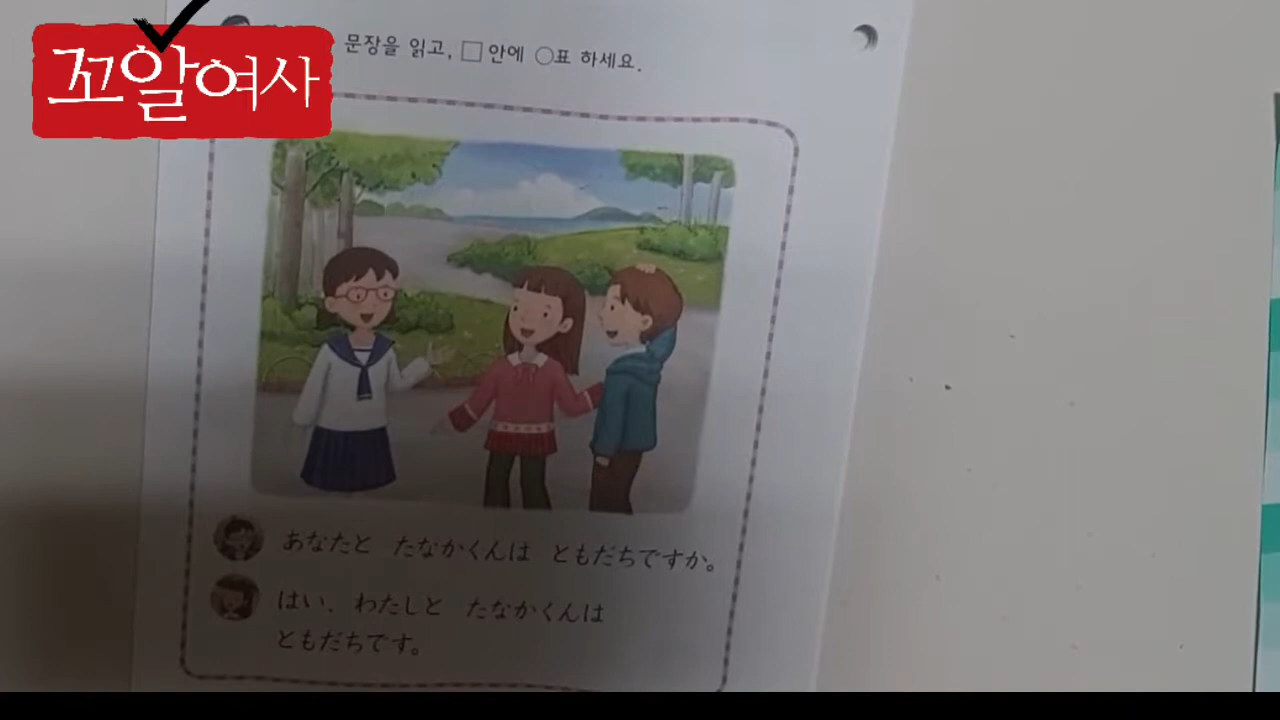 꼬알여사
문장을 읽고, □ 안에 ○표 하세요.
あなたと たなかくんは ともだちですか。
はい、わたしと たなかくんは
ともだちです。